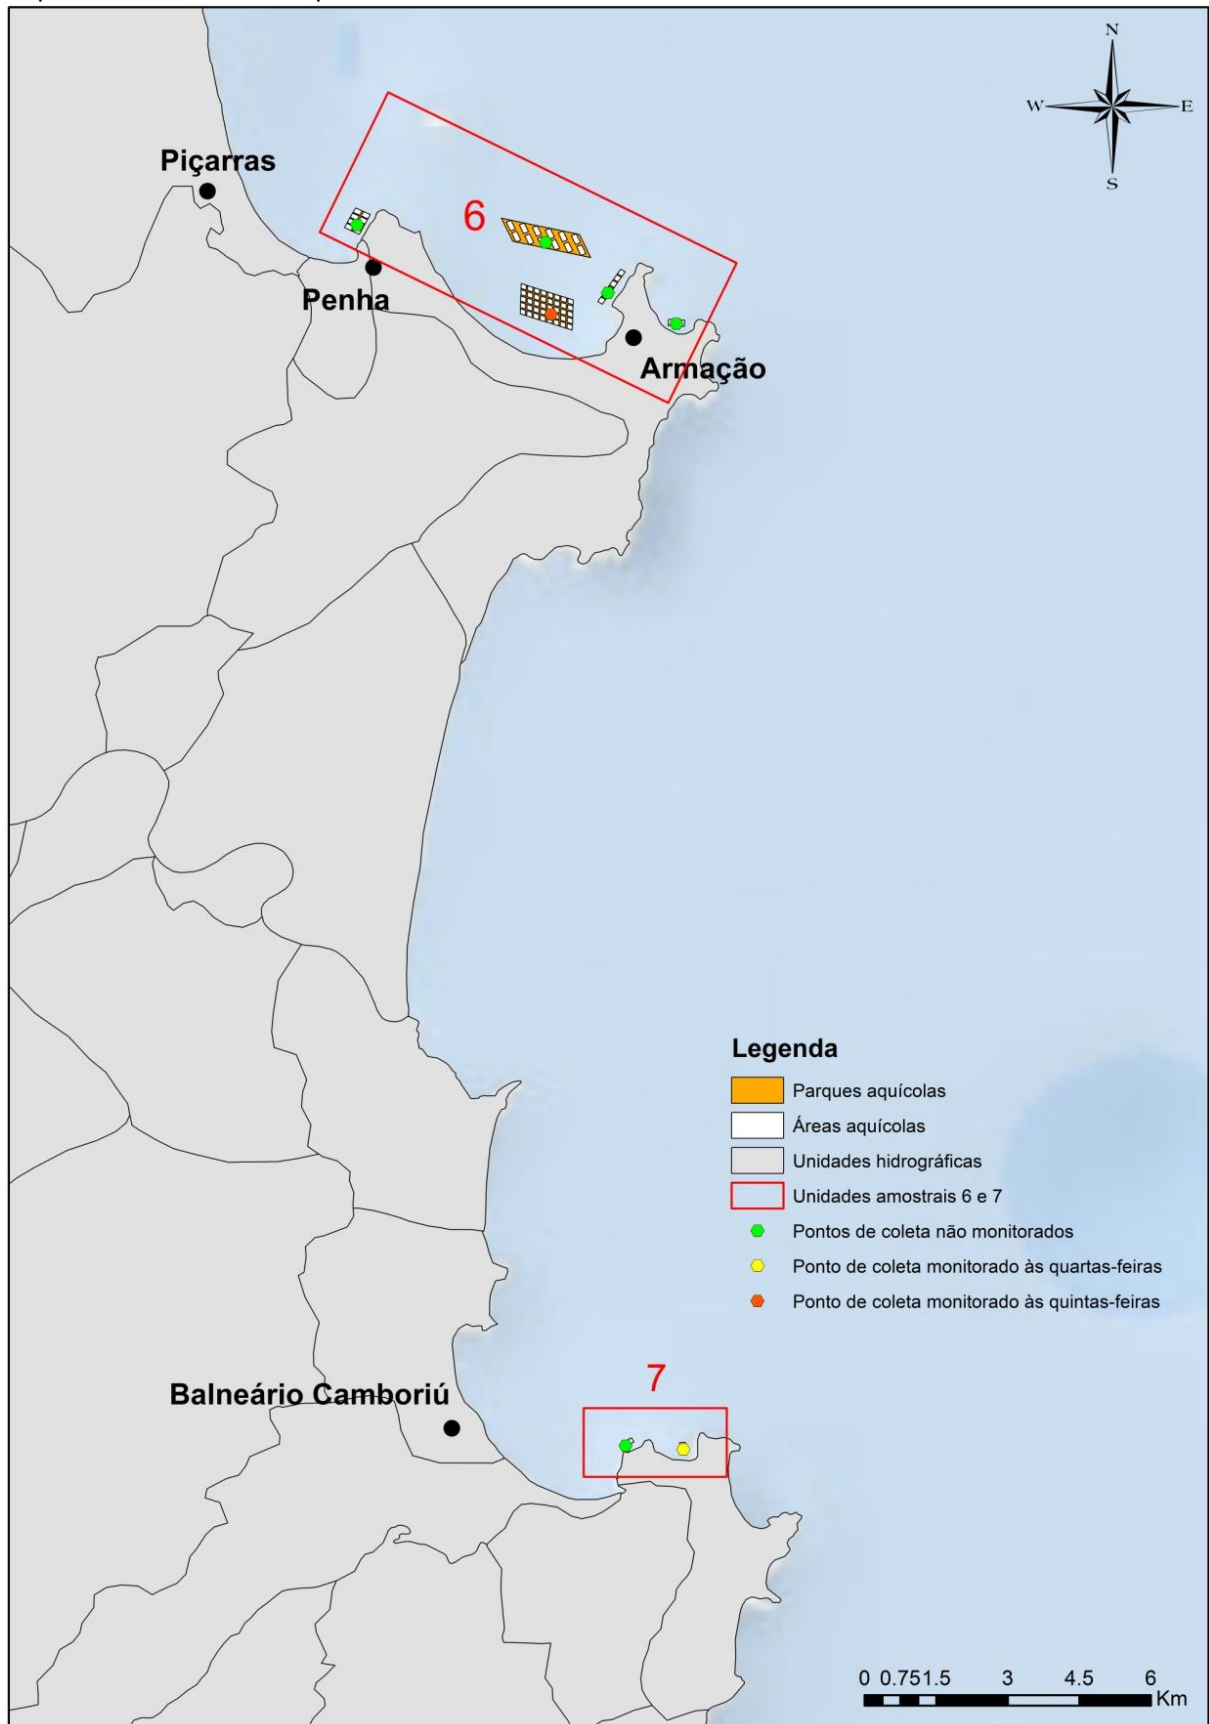 N
W
E
S
Piçarras
6
Penha
Armação
Legenda
Parques aquícolas
Áreas aquícolas
Unidades hidrográficas
Unidades amostrais 6 e 7
Pontos de coleta não monitorados
Ponto de coleta monitorado às quartas-feiras
Ponto de coleta monitorado às quintas-feiras
7
Balneário Camboriú
0 0.751.5 3 4.5 6
Km